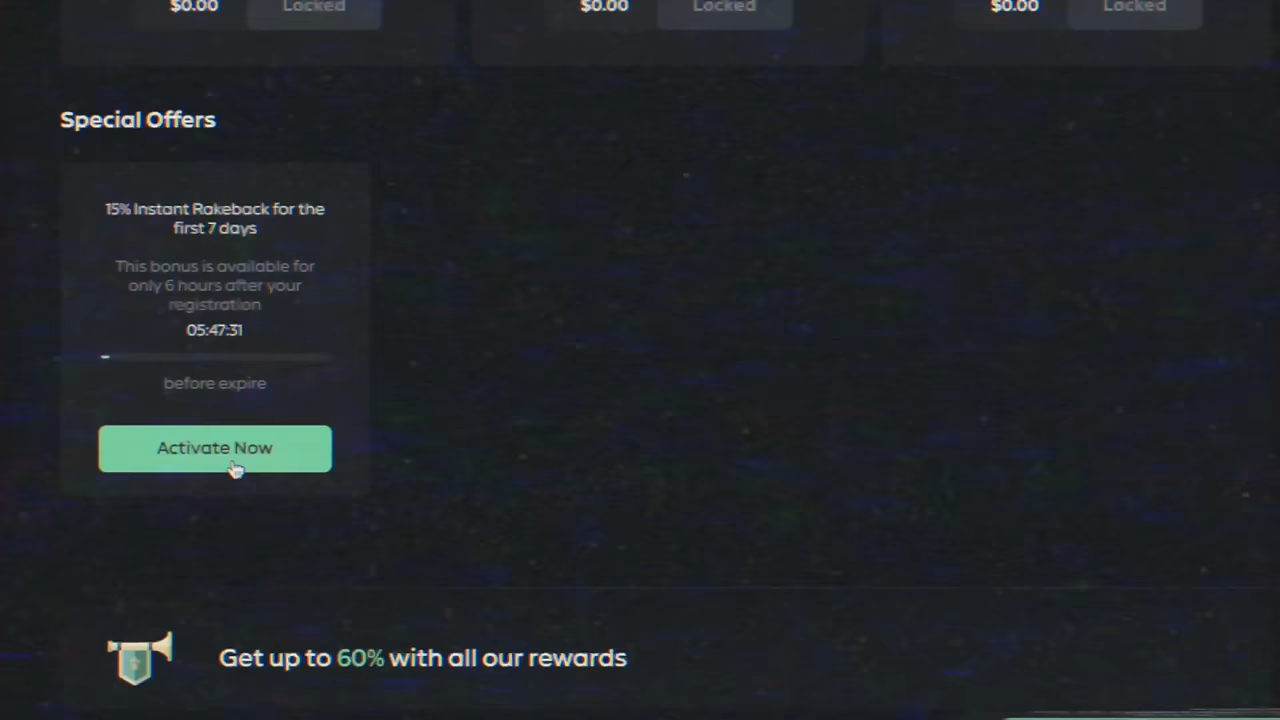 $0.00 Locked $0.00 Locked $0.00 Locked
Special Offers
15% Instant Rakeback for the
first 7 days
This bonus is available for
only 6 hours after your
registration
05:47:31
before expire
Activate Now
Get up to 60% with all our rewards